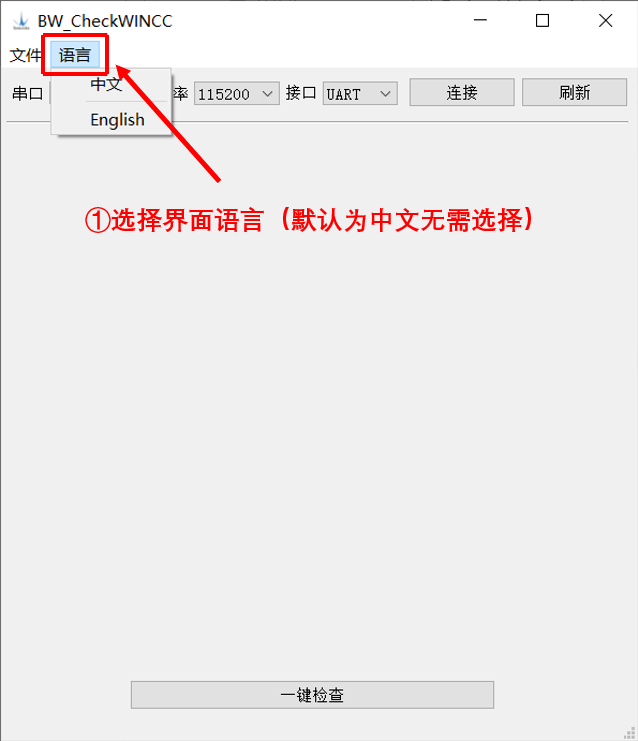 BW_CheckWINCC
文件 语言
串口 率 115200 接口 UART 连接 刷新
中文
English
①选择界面语言（默认为中文无需选择）
一键检查